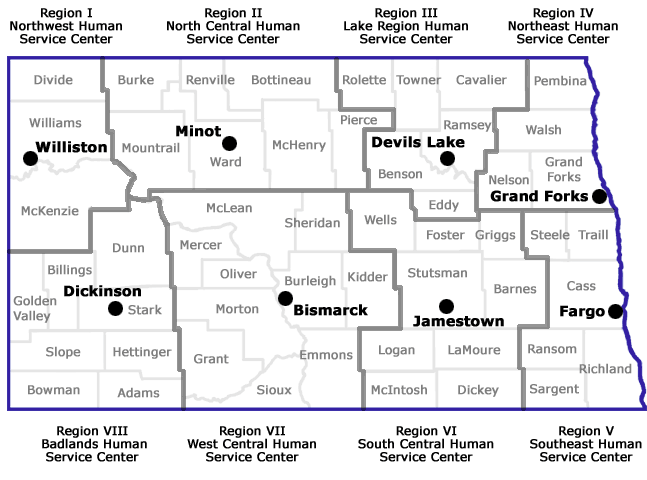 Region I
Northwest Human
Service Center
Region II
North Central Human
Service Center
Region III
Lake Region Human
Service Center
Region IV
Northeast Human
Service Center
Divide
Burke
Renville
Bottineau
Rolette
Towner
Cavalier
Pembina
Williams
Pierce
Ramsey
Walsh
Minot
Williston
Mountrail
Ward
McHenry
Devils Lake
Benson
Nelson
Grand
Forks
Grand Forks
McKenzie
McLean
Sheridan
Wells
Eddy
Foster
Griggs
Steele
Traill
Dunn
Mercer
Billings
Oliver
Burleigh
Kidder
Stutsman
Barnes
Cass
Golden
Valley
Dickinson
Stark
Morton
Bismarck
Jamestown
Fargo
Slope
Hettinger
Grant
Emmons
Logan
LaMoure
Ransom
Richland
Bowman
Adams
Sioux
McIntosh
Dickey
Sargent
Region VIII
Badlands Human
Service Center
Region VII
West Central Human
Service Center
Region VI
South Central Human
Service Center
Region V
Southeast Human
Service Center